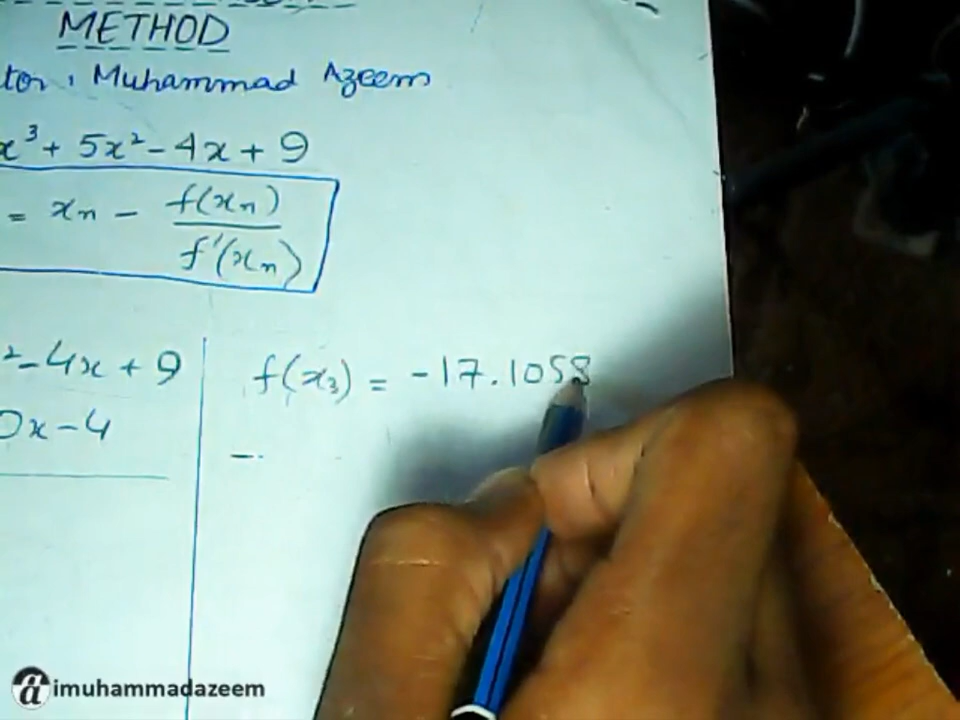 METHOD
tor, Muhammad Azeem
x³ + 5x² - 4x + 9
= xn - f(xn) / f'(xn)
² - 4x + 9
0x - 4
f(x₃) = -17.1058
imuhammadazeem